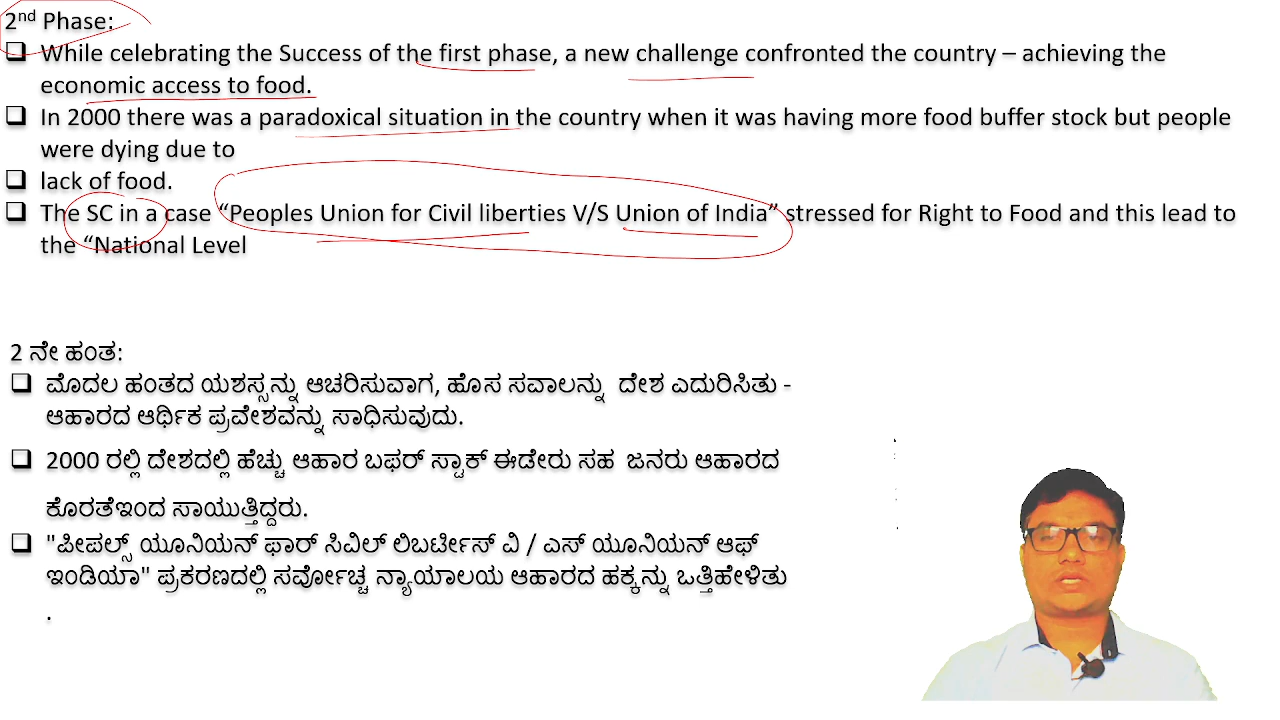 2nd Phase:
❑ While celebrating the Success of the first phase, a new challenge confronted the country – achieving the
economic access to food.
❑ In 2000 there was a paradoxical situation in the country when it was having more food buffer stock but people
were dying due to
❑ lack of food.
❑ The SC in a case “Peoples Union for Civil liberties V/S Union of India” stressed for Right to Food and this lead to
the “National Level
2 ನೇ ಹಂತ:
❑ ಮೊದಲ ಹಂತದ ಯಶಸ್ಸನ್ನು ಆಚರಿಸುವಾಗ, ಹೊಸ ಸವಾಲನ್ನು ದೇಶ ಎದುರಿಸಿತು -
ಆಹಾರದ ಆರ್ಥಿಕ ಪ್ರವೇಶವನ್ನು ಸಾಧಿಸುವುದು.
❑ 2000 ರಲ್ಲಿ ದೇಶದಲ್ಲಿ ಹೆಚ್ಚು ಆಹಾರ ಬಫರ್ ಸ್ಟಾಕ್ ಈಡೇರು ಸಹ ಜನರು ಆಹಾರದ
ಕೊರತೆಇಂದ ಸಾಯುತ್ತಿದ್ದರು.
❑ "ಪೀಪಲ್ಸ್ ಯೂನಿಯನ್ ಫಾರ್ ಸಿವಿಲ್ ಲಿಬರ್ಟೀಸ್ ವಿ / ಎಸ್ ಯೂನಿಯನ್ ಆಫ್
ಇಂಡಿಯಾ" ಪ್ರಕರಣದಲ್ಲಿ ಸರ್ವೋಚ್ಚ ನ್ಯಾಯಾಲಯ ಆಹಾರದ ಹಕ್ಕನ್ನು ಒತ್ತಿಹೇಳಿತು
.